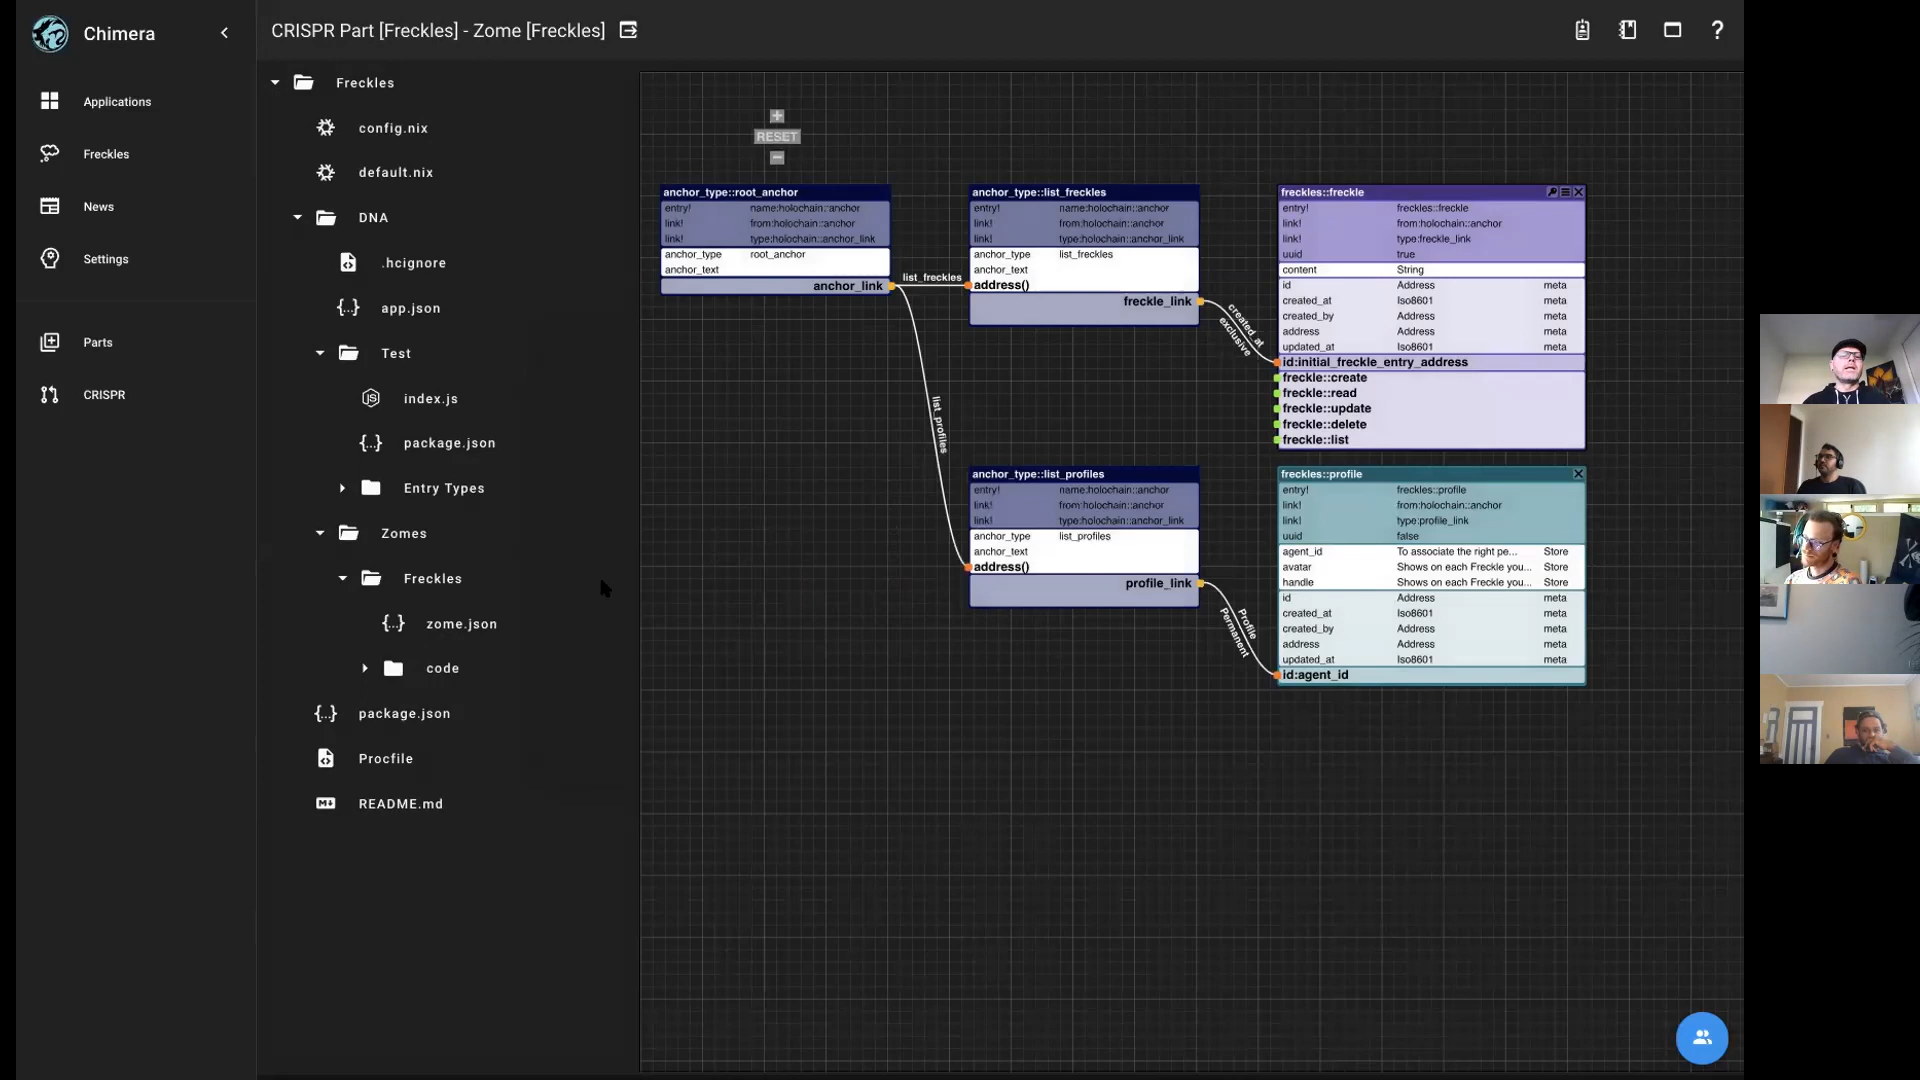 Chimera
Applications
Freckles
News
Settings
Parts
CRISPR
CRISPR Part [Freckles] - Zome [Freckles]
?
Freckles
config.nix
default.nix
DNA
.hcignore
{...} app.json
Test
JS index.js
{...} package.json
Entry Types
Zomes
Freckles
{...} zome.json
code
{...} package.json
Procfile
README.md
+
RESET
−
anchor_type::root_anchor
entry! name:holochain::anchor
link! from:holochain::anchor
link! type:holochain::anchor_link
anchor_type root_anchor
anchor_text
anchor_link
list_freckles
list_profiles
anchor_type::list_freckles
entry! name:holochain::anchor
link! from:holochain::anchor
link! type:holochain::anchor_link
anchor_type list_freckles
anchor_text
address()
freckle_link
created_at
exclusive
freckles::freckle
entry! freckles::freckle
link! from:holochain::anchor
link! type:freckle_link
uuid true
content String
id Address meta
created_at Iso8601 meta
created_by Address meta
address Address meta
updated_at Iso8601 meta
id:initial_freckle_entry_address
freckle::create
freckle::read
freckle::update
freckle::delete
freckle::list
anchor_type::list_profiles
entry! name:holochain::anchor
link! from:holochain::anchor
link! type:holochain::anchor_link
anchor_type list_profiles
anchor_text
address()
profile_link
Profile
Permanent
freckles::profile
entry! freckles::profile
link! from:holochain::anchor
link! type:profile_link
uuid false
agent_id To associate the right pe... Store
avatar Shows on each Freckle you... Store
handle Shows on each Freckle you... Store
id Address meta
created_at Iso8601 meta
created_by Address meta
address Address meta
updated_at Iso8601 meta
id:agent_id